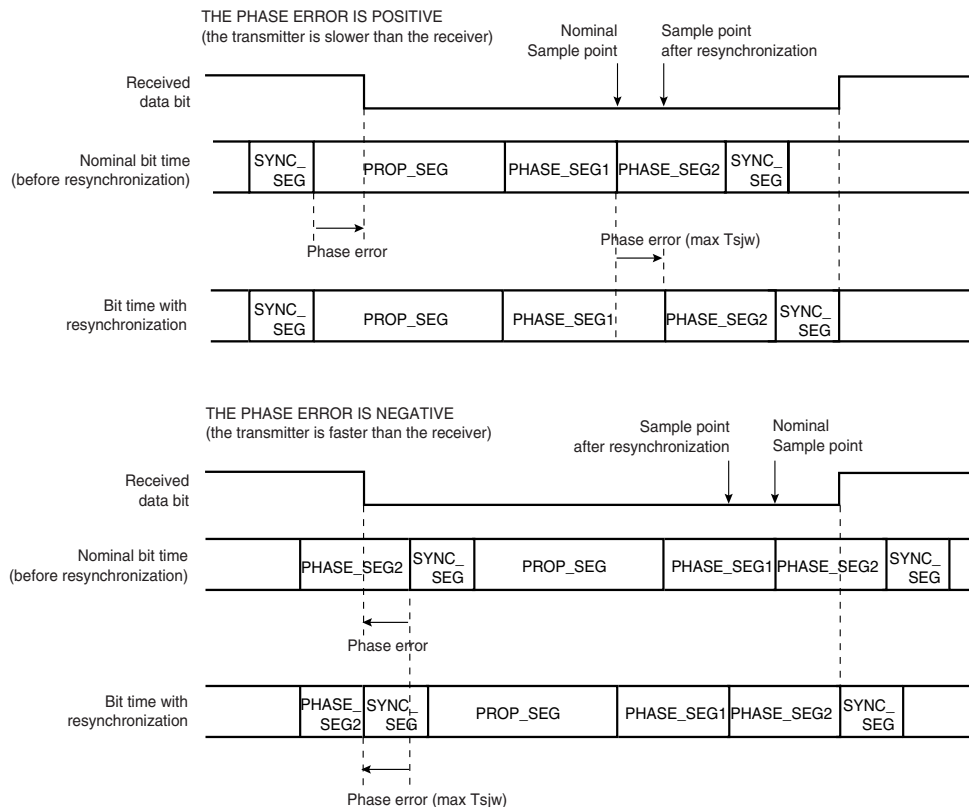 THE PHASE ERROR IS POSITIVE
(the transmitter is slower than the receiver)
Nominal
Sample point
Sample point
after resynchronization
Received
data bit
Nominal bit time
(before resynchronization)
SYNC_
SEG
PROP_SEG
PHASE_SEG1
PHASE_SEG2
SYNC_
SEG
Phase error
Phase error (max Tsjw)
Bit time with
resynchronization
SYNC_
SEG
PROP_SEG
PHASE_SEG1
PHASE_SEG2
SYNC_
SEG
THE PHASE ERROR IS NEGATIVE
(the transmitter is faster than the receiver)
Sample point
after resynchronization
Nominal
Sample point
Received
data bit
Nominal bit time
(before resynchronization)
PHASE_SEG2
SYNC_
SEG
PROP_SEG
PHASE_SEG1
PHASE_SEG2
SYNC_
SEG
Phase error
Bit time with
resynchronization
PHASE_
SEG2
SYNC_
SEG
PROP_SEG
PHASE_SEG1
PHASE_SEG2
SYNC_
SEG
Phase error (max Tsjw)